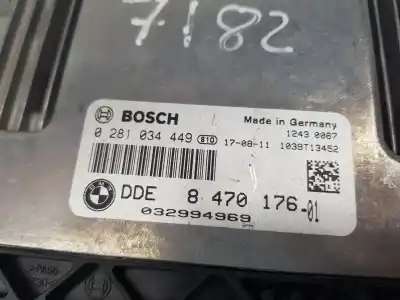 7182
BOSCH
Made in Germany
0 281 034 449 810 17-08-11
1243 0087
1039T13452
DDE 8 470 176-01
032994969